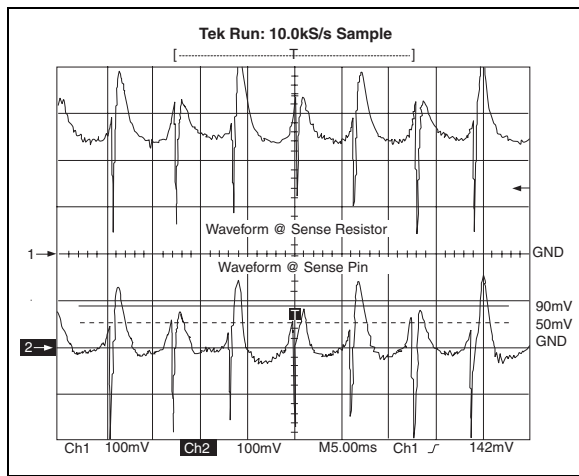 Tek Run: 10.0kS/s Sample
[ T ]
Waveform @ Sense Resistor
1 GND
Waveform @ Sense Pin
90mV
T
50mV
2 GND
Ch1 100mV Ch2 100mV M5.00ms Ch1 142mV